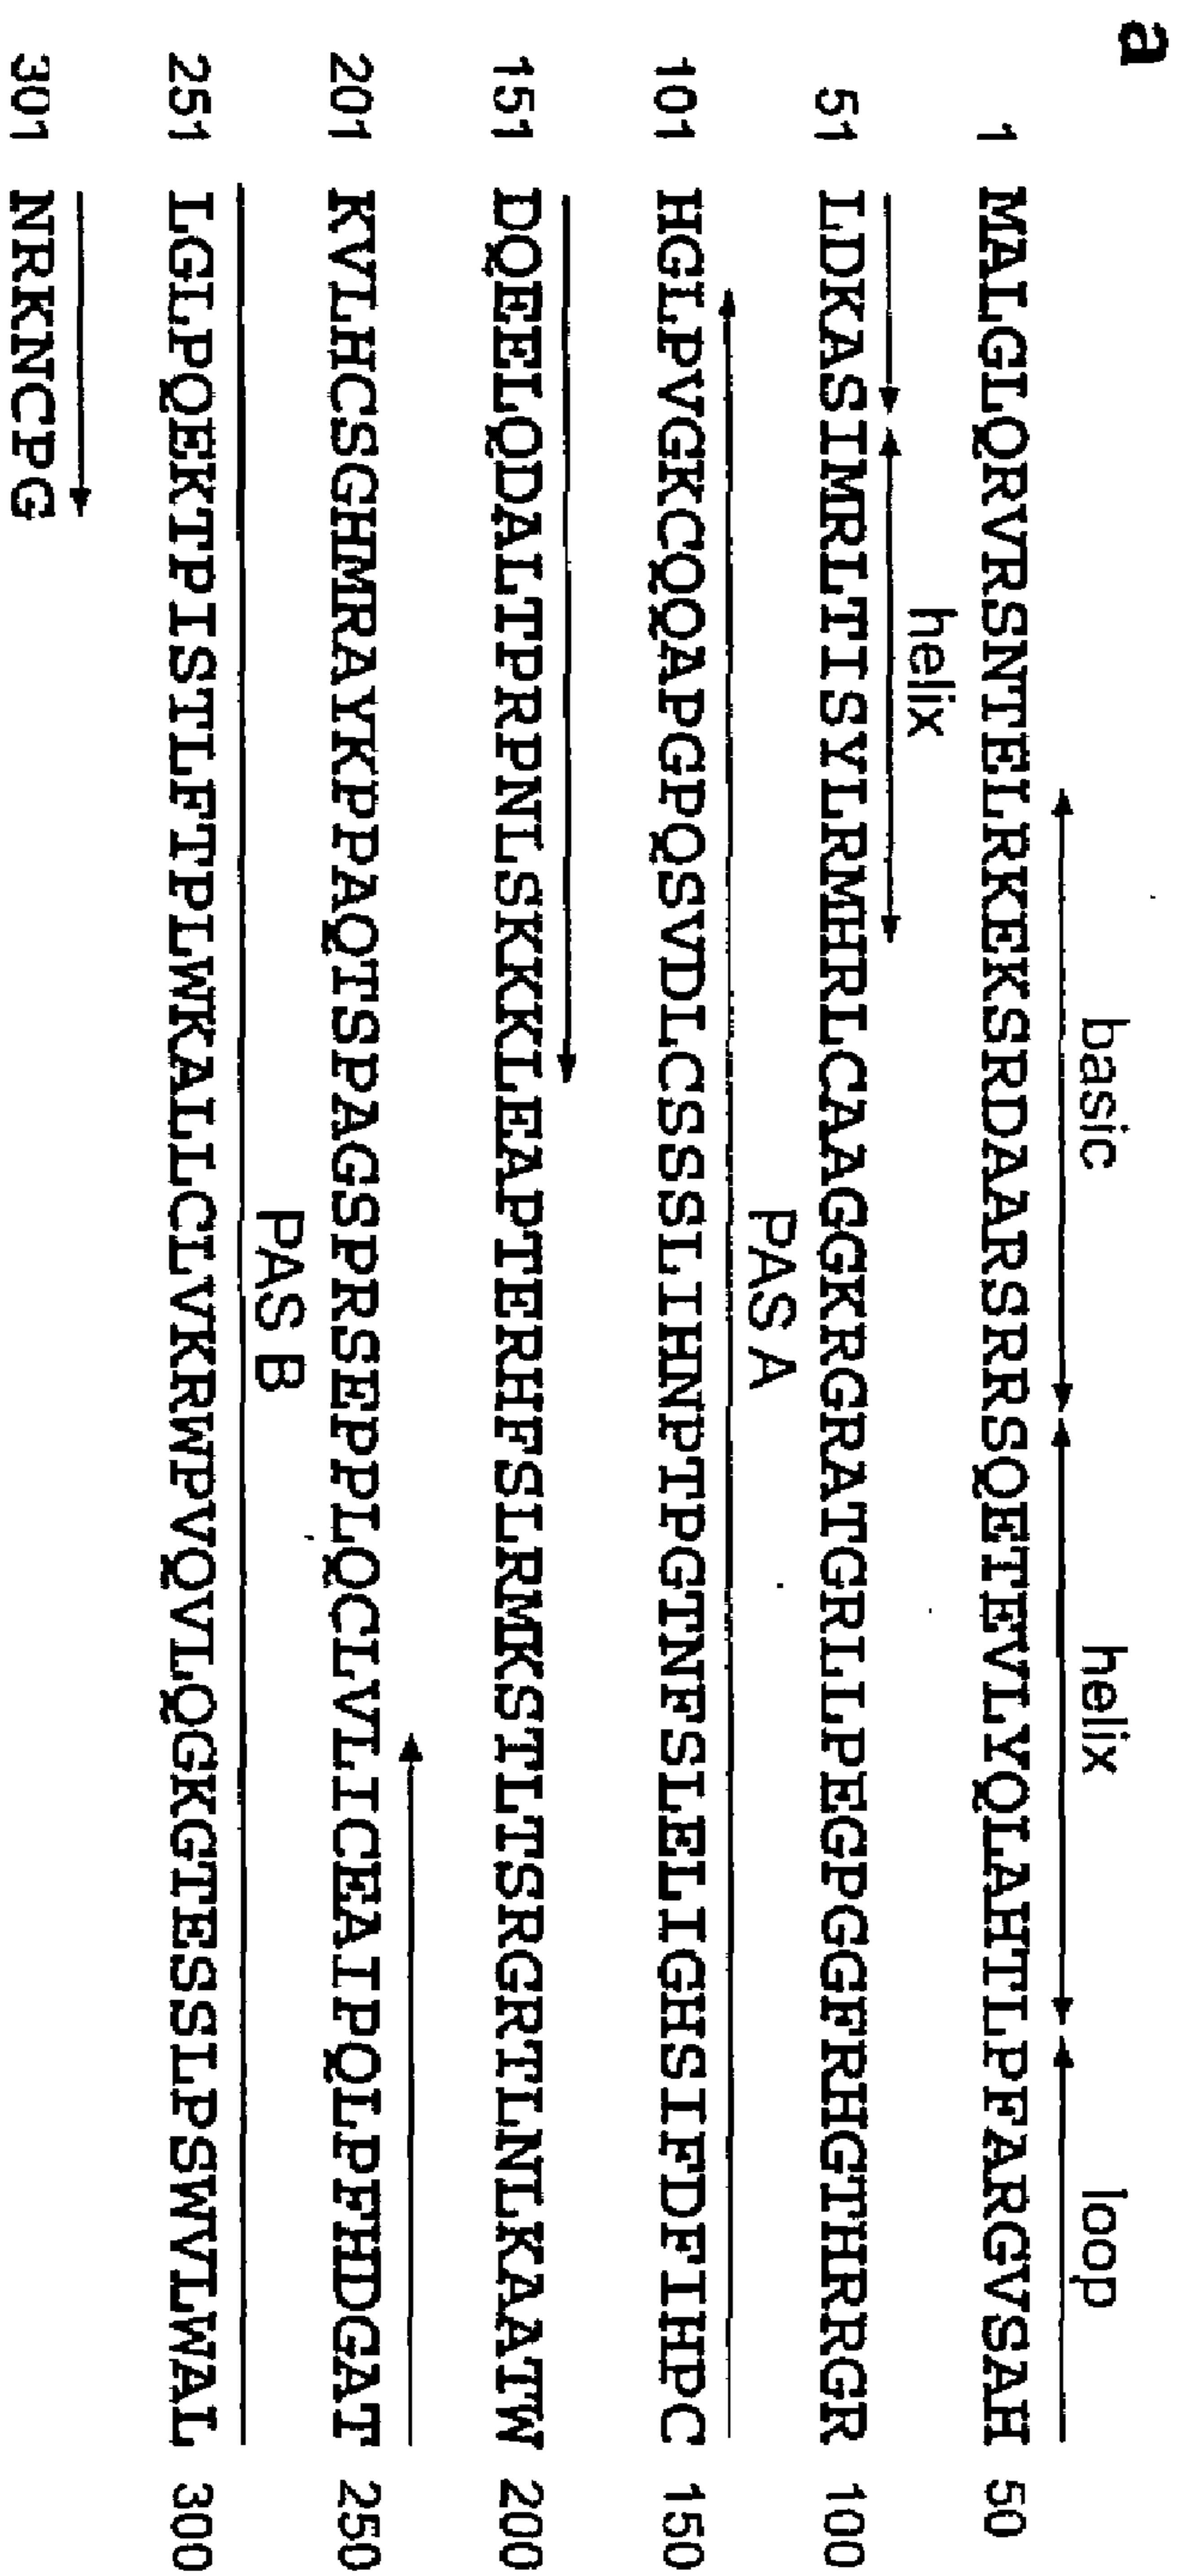 a
basic helix loop
1 MALGLQRVRSNTELRKEKSRDAARSRRSQETEVLYQLAHTLPFARGVSAH 50
helix
51 LDKASIMRLTISYLRMHRLCAAGGKRGRATGRLLPEGPGGFRHGTHRRGR 100
PAS A
101 HGLPVGKCQQAPGPQSVDLCSSSLIHNPTPGTNFSLELIGHSIFDFIHPC 150
151 DQEELQDALTPRPNLSKKKLEAPTERHFSLRMKSTLTSRGRTLNLKAATW 200
201 KVLHCSGHMRAYKPPAQTSPAGSPRSEPPLQCLVLICEAIPQLPFHDGAT 250
PAS B
251 LGLPQEKTPISTLFTPLWKALLCLVKRWPVQVLQGKGTESSLPSWVLWAL 300
301 NRKNCPG